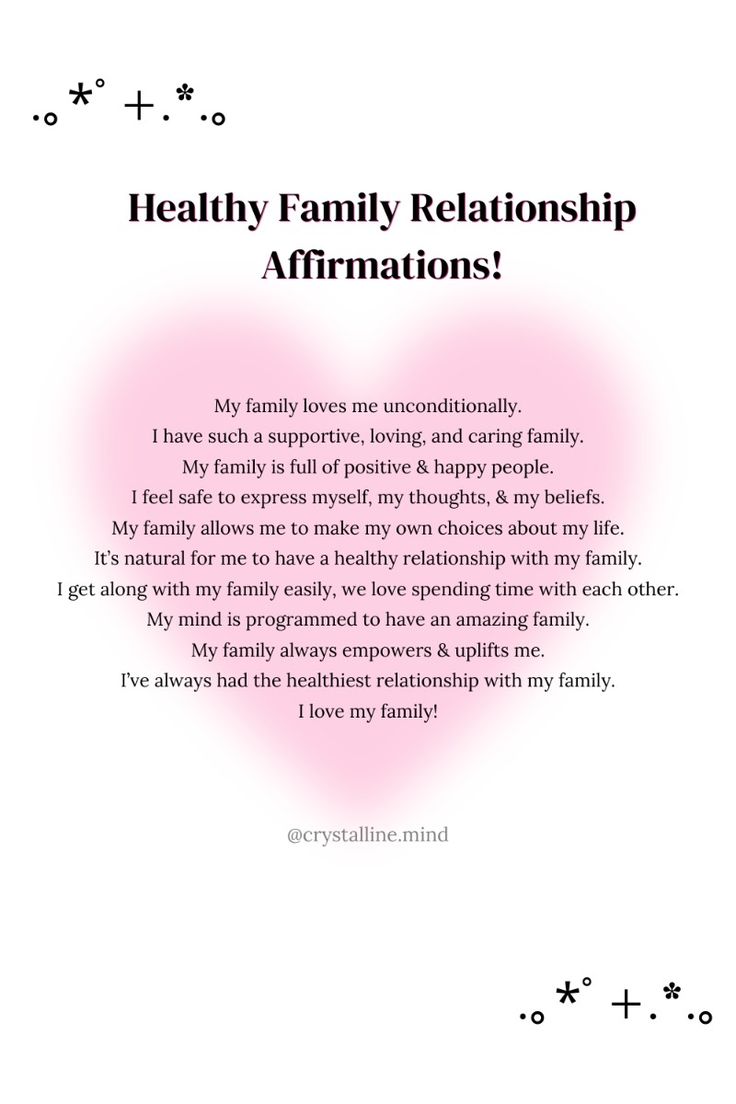 .｡*ﾟ+.*.｡
Healthy Family Relationship
Affirmations!
My family loves me unconditionally.
I have such a supportive, loving, and caring family.
My family is full of positive & happy people.
I feel safe to express myself, my thoughts, & my beliefs.
My family allows me to make my own choices about my life.
It’s natural for me to have a healthy relationship with my family.
I get along with my family easily, we love spending time with each other.
My mind is programmed to have an amazing family.
My family always empowers & uplifts me.
I’ve always had the healthiest relationship with my family.
I love my family!
@crystalline.mind
.｡*ﾟ+.*.｡